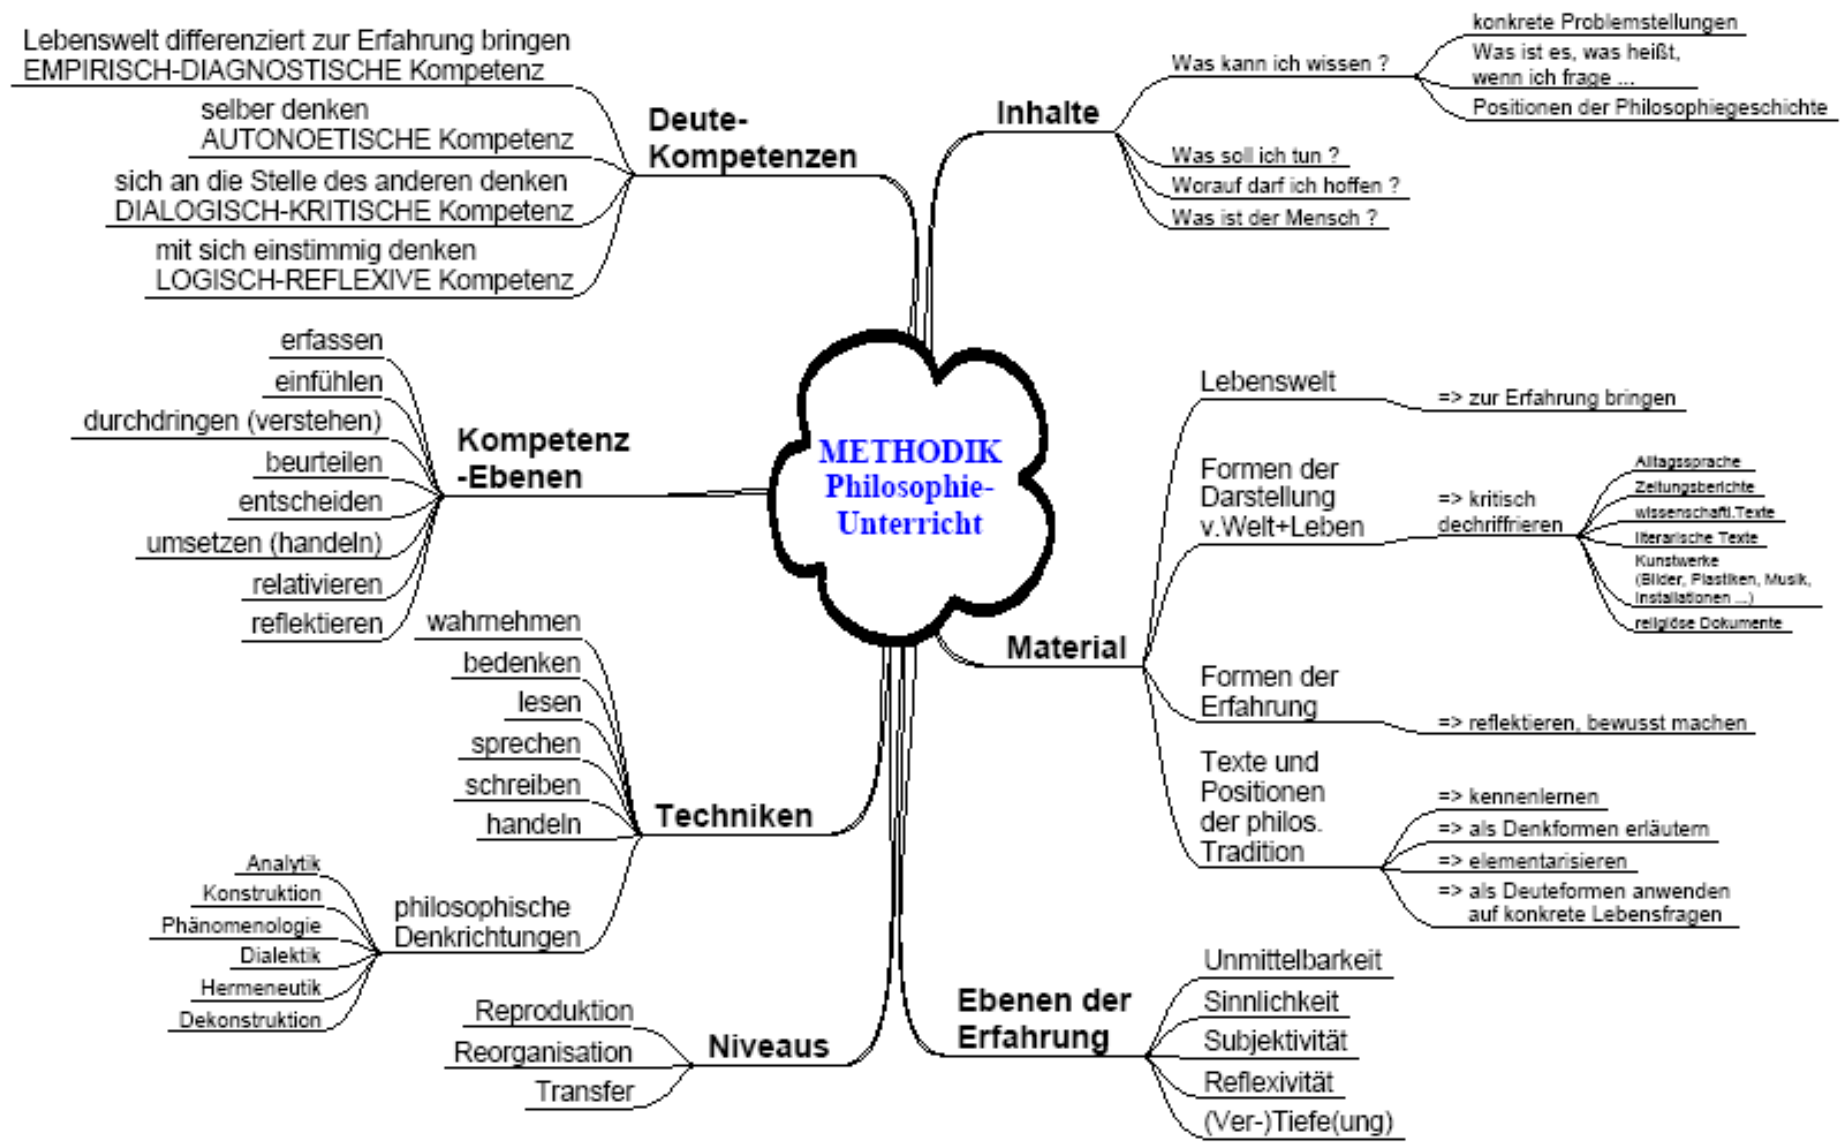 METHODIK
Philosophie-
Unterricht
Deute-
Kompetenzen
Lebenswelt differenziert zur Erfahrung bringen
EMPIRISCH-DIAGNOSTISCHE Kompetenz
selber denken
AUTONOETISCHE Kompetenz
sich an die Stelle des anderen denken
DIALOGISCH-KRITISCHE Kompetenz
mit sich einstimmig denken
LOGISCH-REFLEXIVE Kompetenz
Kompetenz
-Ebenen
erfassen
einfühlen
durchdringen (verstehen)
beurteilen
entscheiden
umsetzen (handeln)
relativieren
reflektieren
Techniken
wahrnehmen
bedenken
lesen
sprechen
schreiben
handeln
philosophische
Denkrichtungen
Analytik
Konstruktion
Phänomenologie
Dialektik
Hermeneutik
Dekonstruktion
Niveaus
Reproduktion
Reorganisation
Transfer
Inhalte
Was kann ich wissen ?
konkrete Problemstellungen
Was ist es, was heißt,
wenn ich frage ...
Positionen der Philosophiegeschichte
Was soll ich tun ?
Worauf darf ich hoffen ?
Was ist der Mensch ?
Material
Lebenswelt
=> zur Erfahrung bringen
Formen der
Darstellung
v.Welt+Leben
=> kritisch
dechriffrieren
Alltagssprache
Zeitungsberichte
wissenschaftl.Texte
literarische Texte
Kunstwerke
(Bilder, Plastiken, Musik,
Installationen ...)
religiöse Dokumente
Formen der
Erfahrung
=> reflektieren, bewusst machen
Texte und
Positionen
der philos.
Tradition
=> kennenlernen
=> als Denkformen erläutern
=> elementarisieren
=> als Deuteformen anwenden
auf konkrete Lebensfragen
Ebenen der
Erfahrung
Unmittelbarkeit
Sinnlichkeit
Subjektivität
Reflexivität
(Ver-)Tiefe(ung)